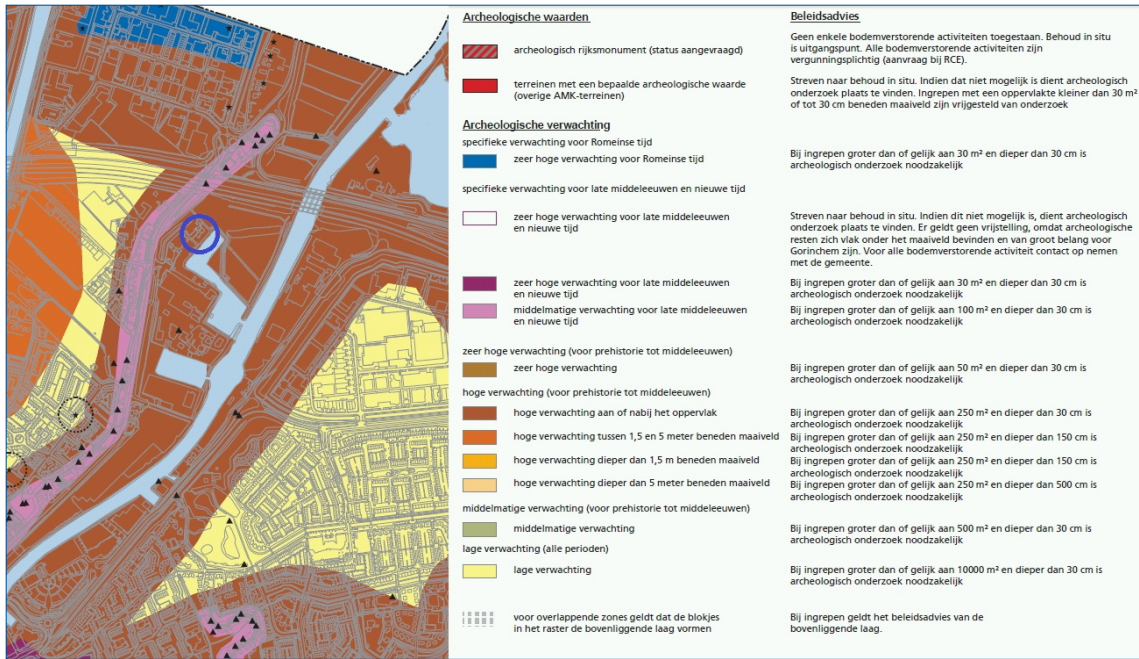 Archeologische waarden
Beleidsadvies
archeologisch rijksmonument (status aangevraagd)
Geen enkele bodemverstorende activiteiten toegestaan. Behoud in situ
is uitgangspunt. Alle bodemverstorende activiteiten zijn
vergunningsplichtig (aanvraag bij RCE).
terreinen met een bepaalde archeologische waarde
(overige AMK-terreinen)
Streven naar behoud in situ. Indien dat niet mogelijk is dient archeologisch
onderzoek plaats te vinden. Ingrepen met een oppervlakte kleiner dan 30 m²
of tot 30 cm beneden maaiveld zijn vrijgesteld van onderzoek
Archeologische verwachting
specifieke verwachting voor Romeinse tijd
zeer hoge verwachting voor Romeinse tijd
Bij ingrepen groter dan of gelijk aan 30 m² en dieper dan 30 cm is
archeologisch onderzoek noodzakelijk
specifieke verwachting voor late middeleeuwen en nieuwe tijd
zeer hoge verwachting voor late middeleeuwen
en nieuwe tijd
Streven naar behoud in situ. Indien dit niet mogelijk is, dient archeologisch
onderzoek plaats te vinden. Er geldt geen vrijstelling, omdat archeologische
resten zich vlak onder het maaiveld bevinden en van groot belang voor
Gorinchem zijn. Voor alle bodemverstorende activiteit contact op nemen
met de gemeente.
zeer hoge verwachting voor late middeleeuwen
en nieuwe tijd
Bij ingrepen groter dan of gelijk aan 30 m² en dieper dan 30 cm is
archeologisch onderzoek noodzakelijk
middelmatige verwachting voor late middeleeuwen
en nieuwe tijd
Bij ingrepen groter dan of gelijk aan 100 m² en dieper dan 30 cm is
archeologisch onderzoek noodzakelijk
zeer hoge verwachting (voor prehistorie tot middeleeuwen)
zeer hoge verwachting
Bij ingrepen groter dan of gelijk aan 50 m² en dieper dan 30 cm is
archeologisch onderzoek noodzakelijk
hoge verwachting (voor prehistorie tot middeleeuwen)
hoge verwachting aan of nabij het oppervlak
Bij ingrepen groter dan of gelijk aan 250 m² en dieper dan 30 cm is
archeologisch onderzoek noodzakelijk
hoge verwachting tussen 1,5 en 5 meter beneden maaiveld
Bij ingrepen groter dan of gelijk aan 250 m² en dieper dan 150 cm is
archeologisch onderzoek noodzakelijk
hoge verwachting dieper dan 1,5 m beneden maaiveld
Bij ingrepen groter dan of gelijk aan 250 m² en dieper dan 150 cm is
archeologisch onderzoek noodzakelijk
hoge verwachting dieper dan 5 meter beneden maaiveld
Bij ingrepen groter dan of gelijk aan 250 m² en dieper dan 500 cm is
archeologisch onderzoek noodzakelijk
middelmatige verwachting (voor prehistorie tot middeleeuwen)
middelmatige verwachting
Bij ingrepen groter dan of gelijk aan 500 m² en dieper dan 30 cm is
archeologisch onderzoek noodzakelijk
lage verwachting (alle perioden)
lage verwachting
Bij ingrepen groter dan of gelijk aan 10000 m² en dieper dan 30 cm is
archeologisch onderzoek noodzakelijk
voor overlappende zones geldt dat de blokjes
in het raster de bovenliggende laag vormen
Bij ingrepen geldt het beleidsadvies van de
bovenliggende laag.